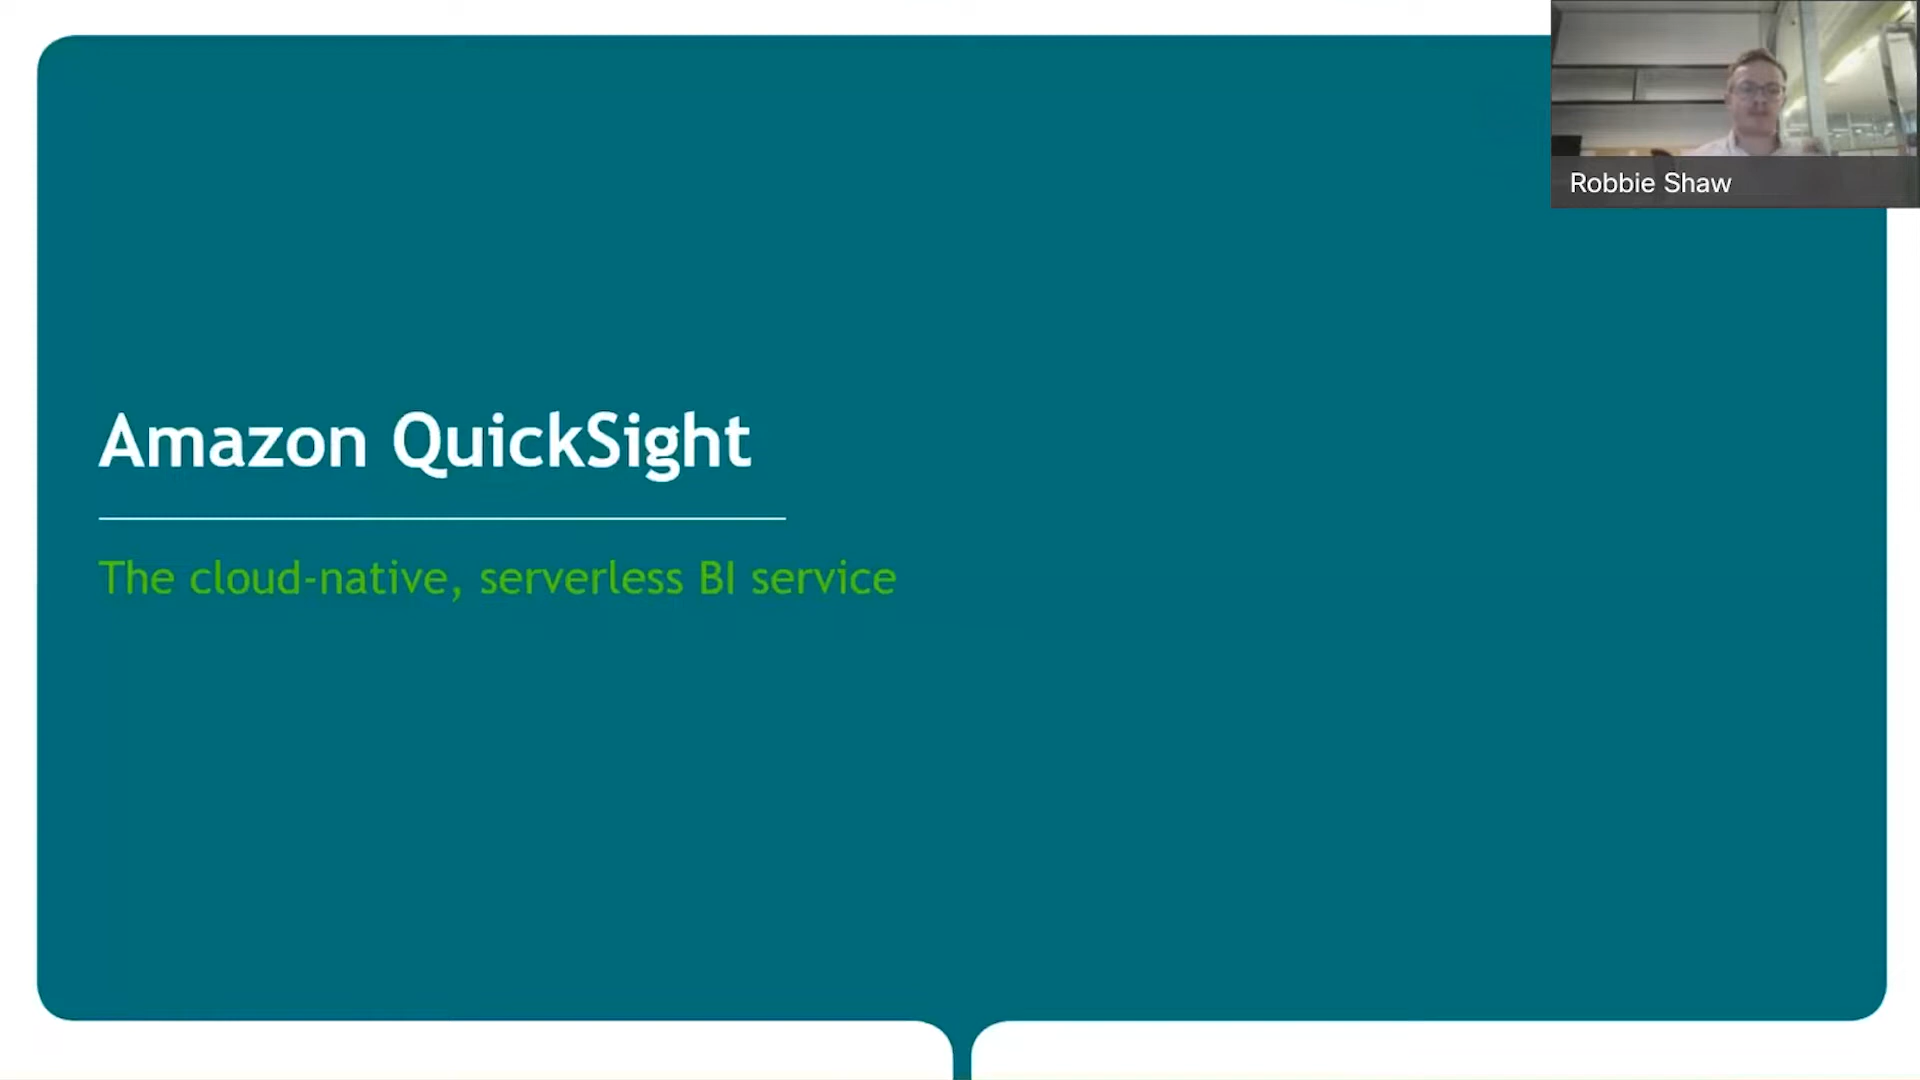 Robbie Shaw
Amazon QuickSight
The cloud-native, serverless BI service